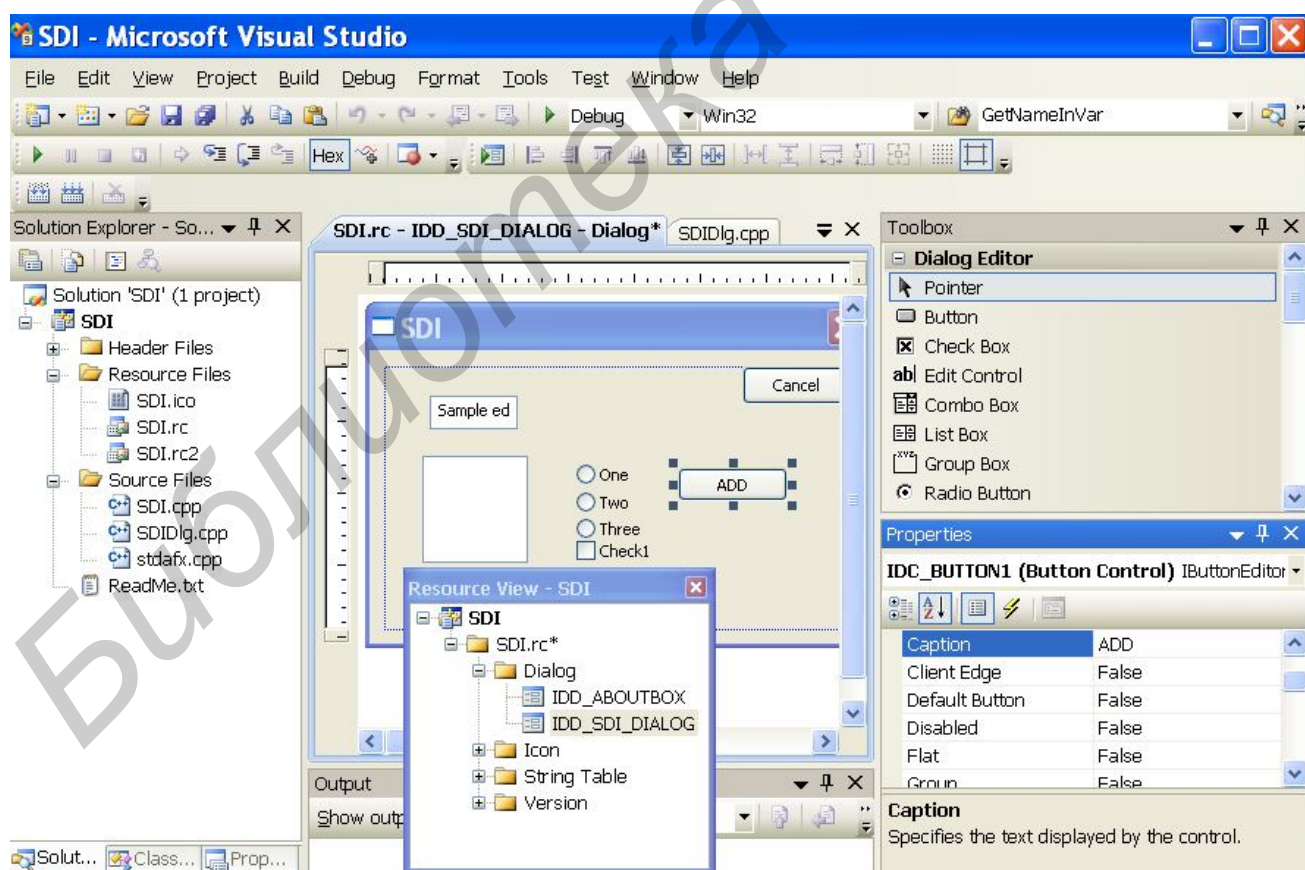 SDI - Microsoft Visual Studio
File Edit View Project Build Debug Format Tools Test Window Help
Debug Win32 GetNameInVar
Hex
Solution Explorer - So...
Solution 'SDI' (1 project)
SDI
Header Files
Resource Files
SDI.ico
SDI.rc
SDI.rc2
Source Files
SDI.cpp
SDIDlg.cpp
stdafx.cpp
ReadMe.txt
Solut... Class... Prop...
SDI.rc - IDD_SDI_DIALOG - Dialog* SDIDlg.cpp
SDI
Cancel
Sample ed
One
Two
Three
Check1
ADD
Resource View - SDI
SDI
SDI.rc*
Dialog
IDD_ABOUTBOX
IDD_SDI_DIALOG
Icon
String Table
Version
Output
Show outp
Toolbox
Dialog Editor
Pointer
Button
Check Box
ab| Edit Control
Combo Box
List Box
XYZ Group Box
Radio Button
Properties
IDC_BUTTON1 (Button Control) IButtonEditor
Caption ADD
Client Edge False
Default Button False
Disabled False
Flat False
Group False
Caption
Specifies the text displayed by the control.
Библиотека